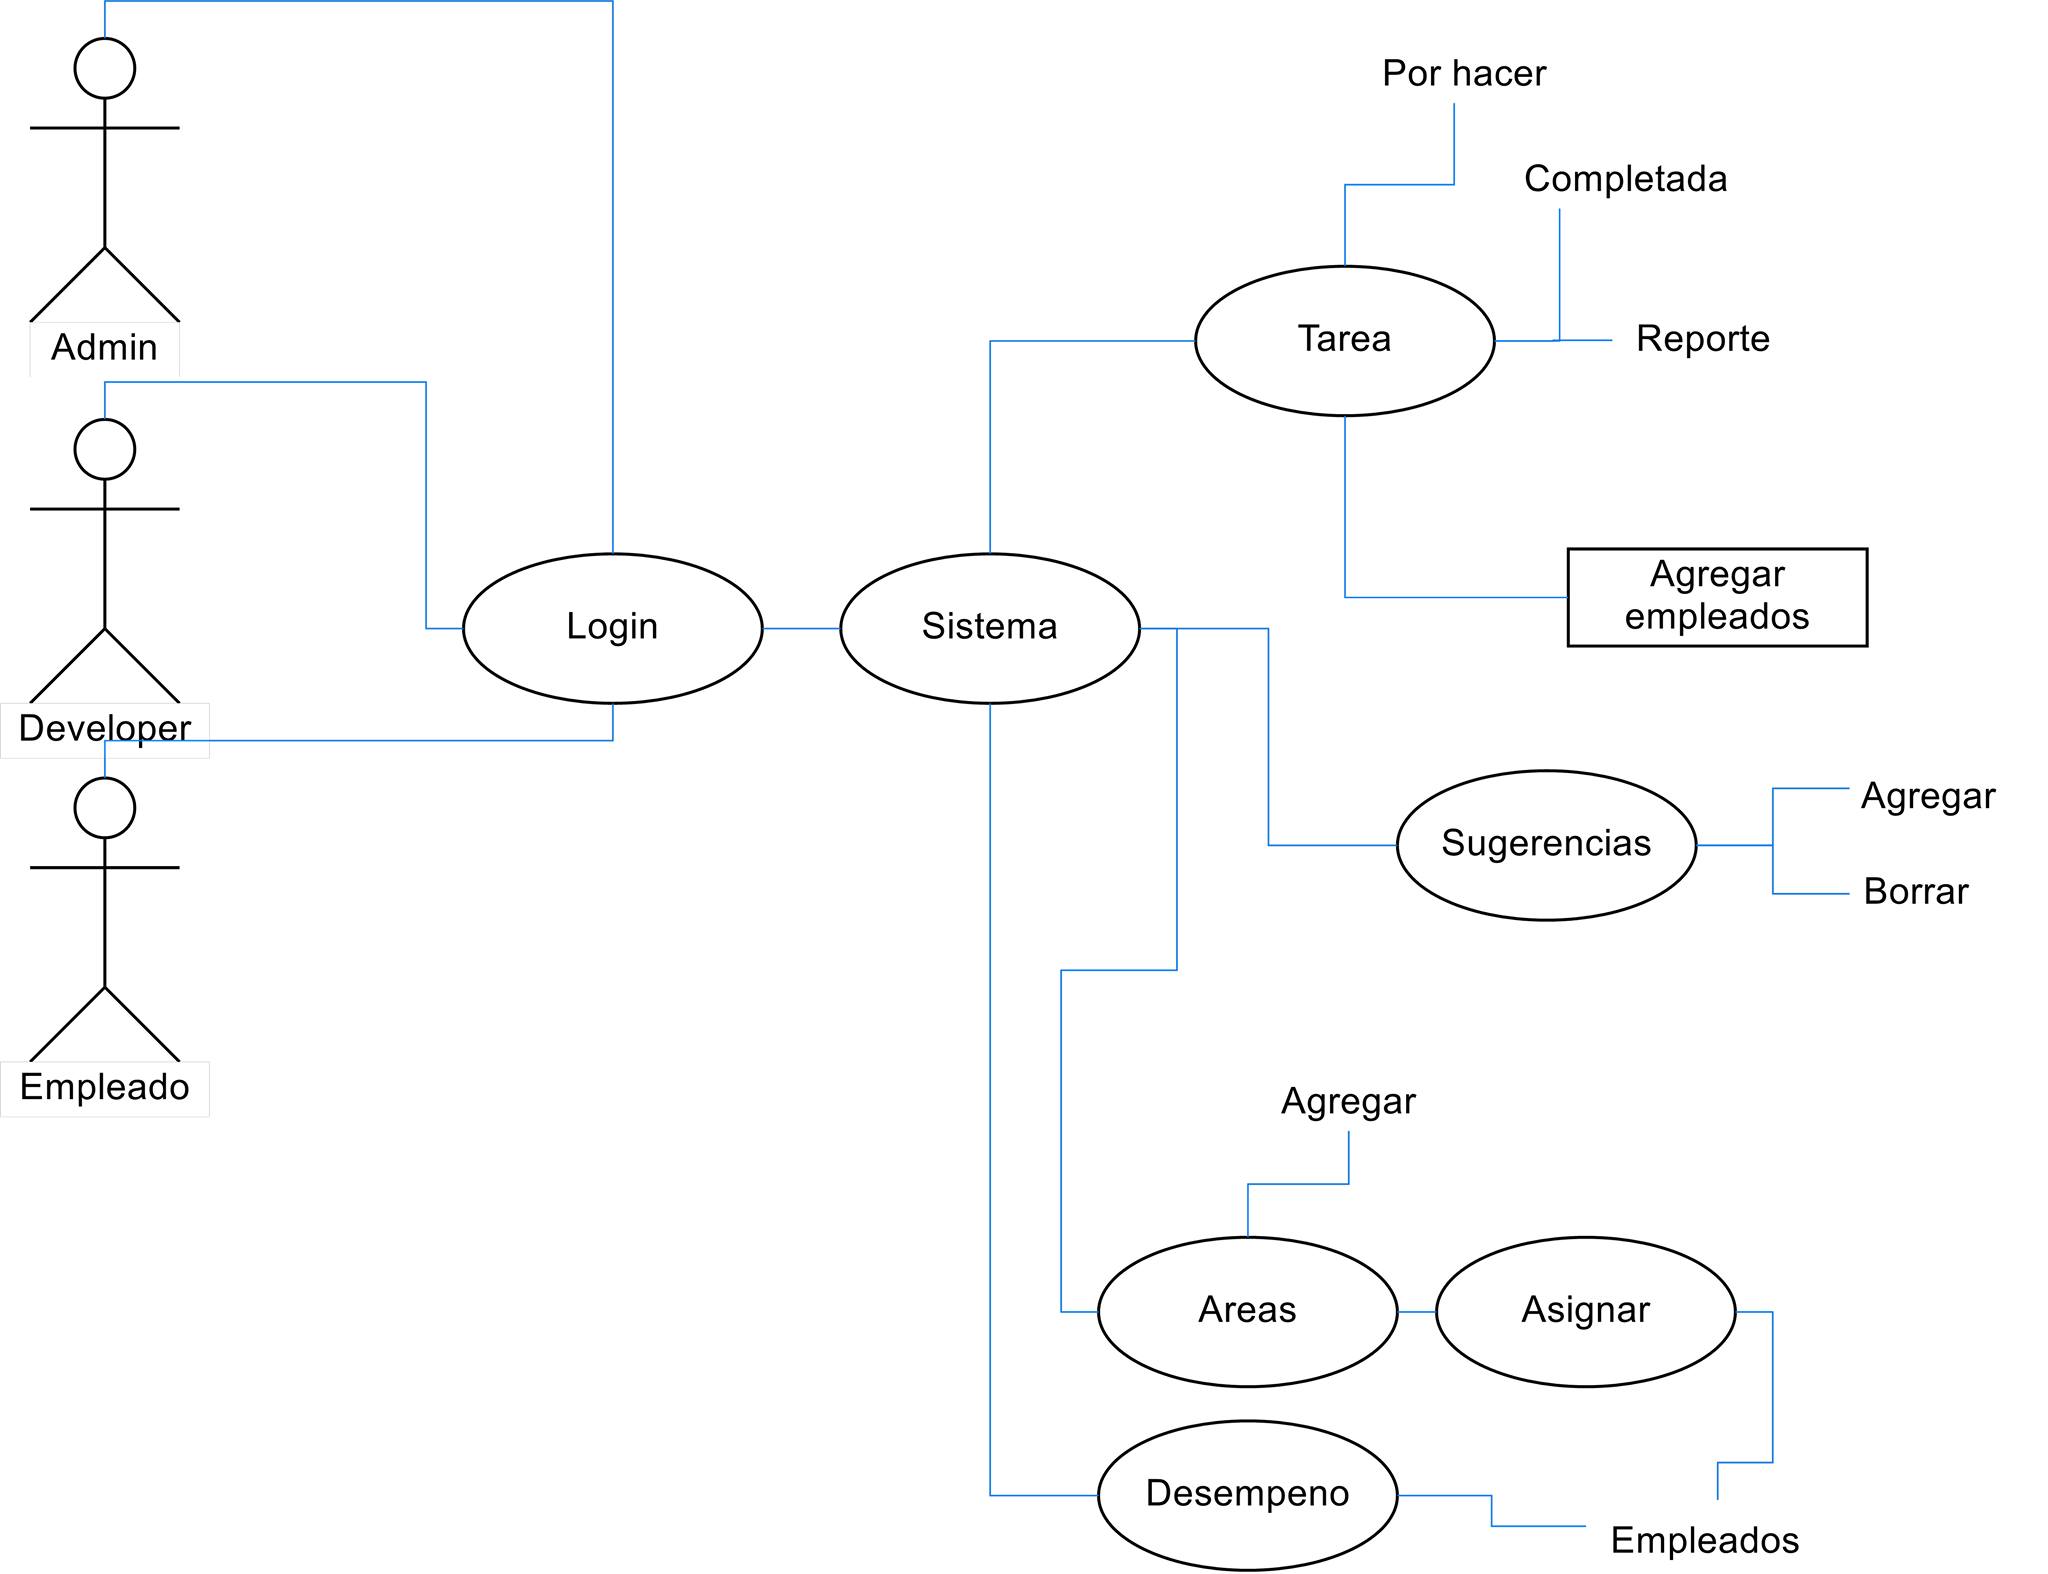 Por hacer
Completada
Tarea
Reporte
Admin
Agregar
empleados
Login
Sistema
Developer
Sugerencias
Agregar
Borrar
Empleado
Agregar
Areas
Asignar
Desempeno
Empleados